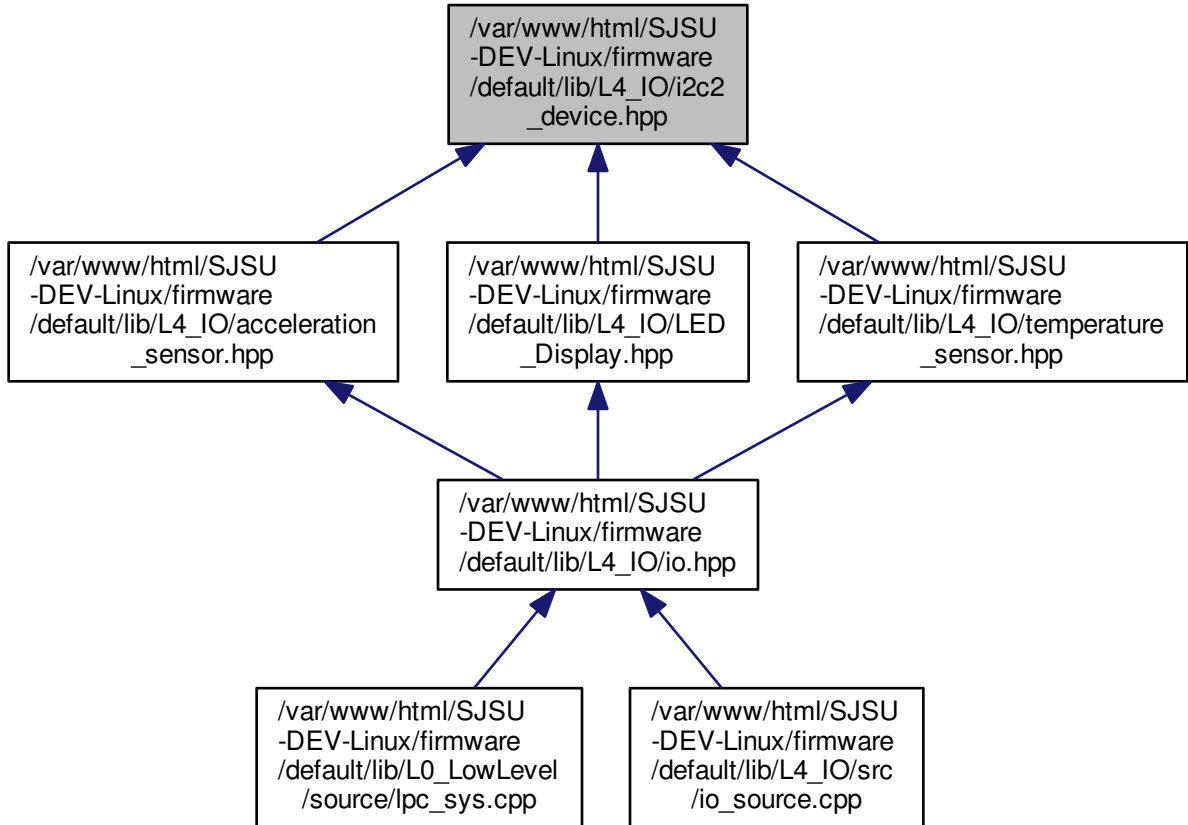 /var/www/html/SJSU
-DEV-Linux/firmware
/default/lib/L4_IO/i2c2
_device.hpp
/var/www/html/SJSU
-DEV-Linux/firmware
/default/lib/L4_IO/acceleration
_sensor.hpp
/var/www/html/SJSU
-DEV-Linux/firmware
/default/lib/L4_IO/LED
_Display.hpp
/var/www/html/SJSU
-DEV-Linux/firmware
/default/lib/L4_IO/temperature
_sensor.hpp
/var/www/html/SJSU
-DEV-Linux/firmware
/default/lib/L4_IO/io.hpp
/var/www/html/SJSU
-DEV-Linux/firmware
/default/lib/L0_LowLevel
/source/lpc_sys.cpp
/var/www/html/SJSU
-DEV-Linux/firmware
/default/lib/L4_IO/src
/io_source.cpp